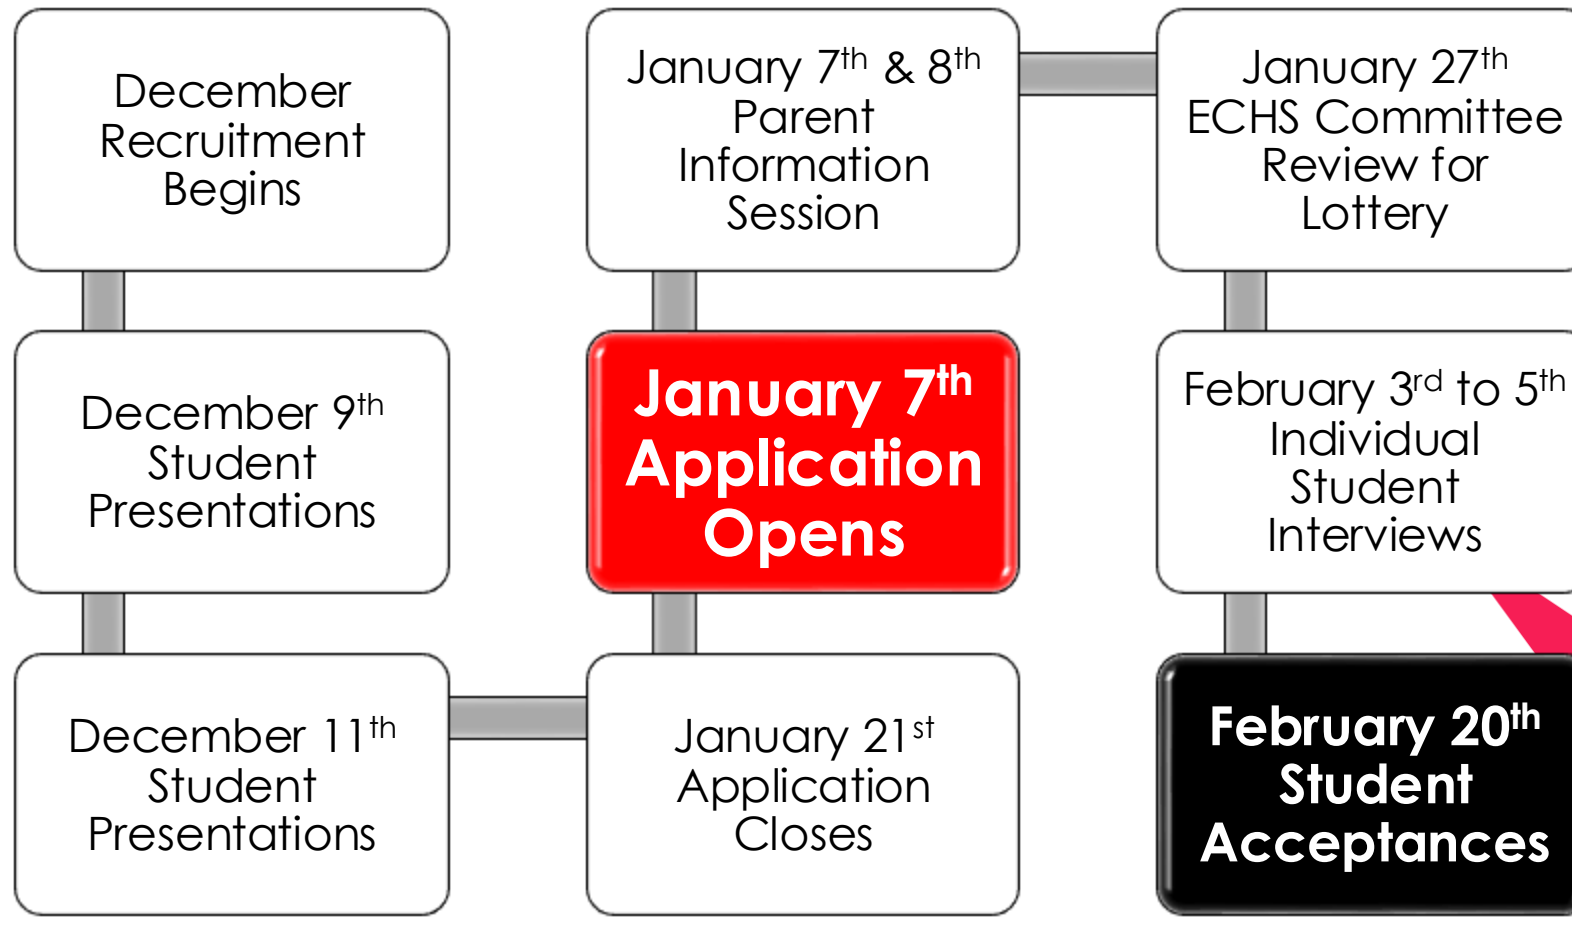 December
Recruitment
Begins
December 9th
Student
Presentations
December 11th
Student
Presentations
January 21st
Application
Closes
January 7th
Application
Opens
January 7th & 8th
Parent
Information
Session
January 27th
ECHS Committee
Review for
Lottery
February 3rd to 5th
Individual
Student
Interviews
February 20th
Student
Acceptances